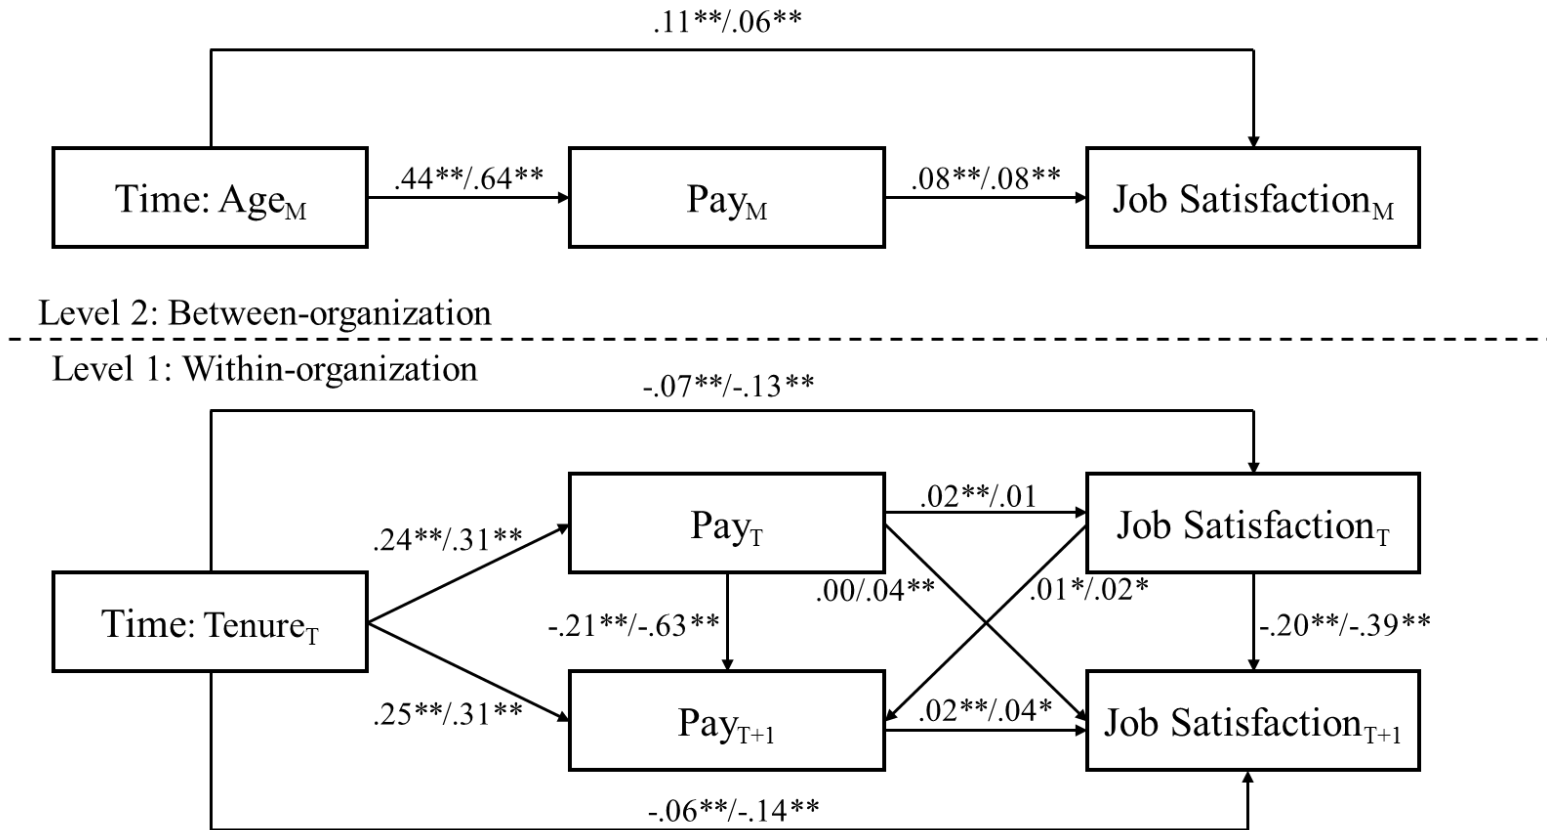 .11**/.06**
Time: Age_M
.44**/.64**
Pay_M
.08**/.08**
Job Satisfaction_M
Level 2: Between-organization
Level 1: Within-organization
-.07**/-.13**
Pay_T
.02**/.01
Job Satisfaction_T
.24**/.31**
Time: Tenure_T
-.21**/-.63**
.00/.04**
.01*/.02*
-.20**/-.39**
.25**/.31**
Pay_T+1
.02**/.04*
Job Satisfaction_T+1
-.06**/-.14**